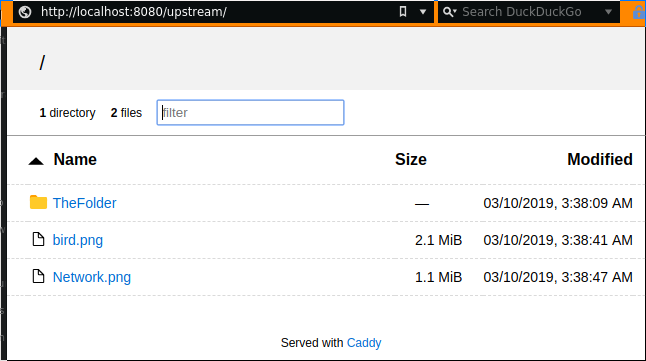 http://localhost:8080/upstream/ Search DuckDuckGo
/
1 directory 2 files filter
Name Size Modified
TheFolder — 03/10/2019, 3:38:09 AM
bird.png 2.1 MiB 03/10/2019, 3:38:41 AM
Network.png 1.1 MiB 03/10/2019, 3:38:47 AM
Served with Caddy